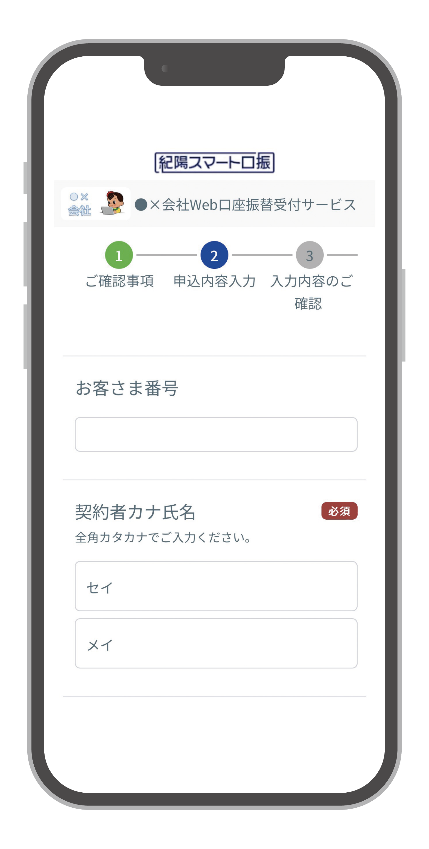 紀陽スマート口振
○×
会社
●×会社Web口座振替受付サービス
1
2
3
ご確認事項
申込内容入力
入力内容のご
確認
お客さま番号
契約者カナ氏名
必須
全角カタカナでご入力ください。
セイ
メイ